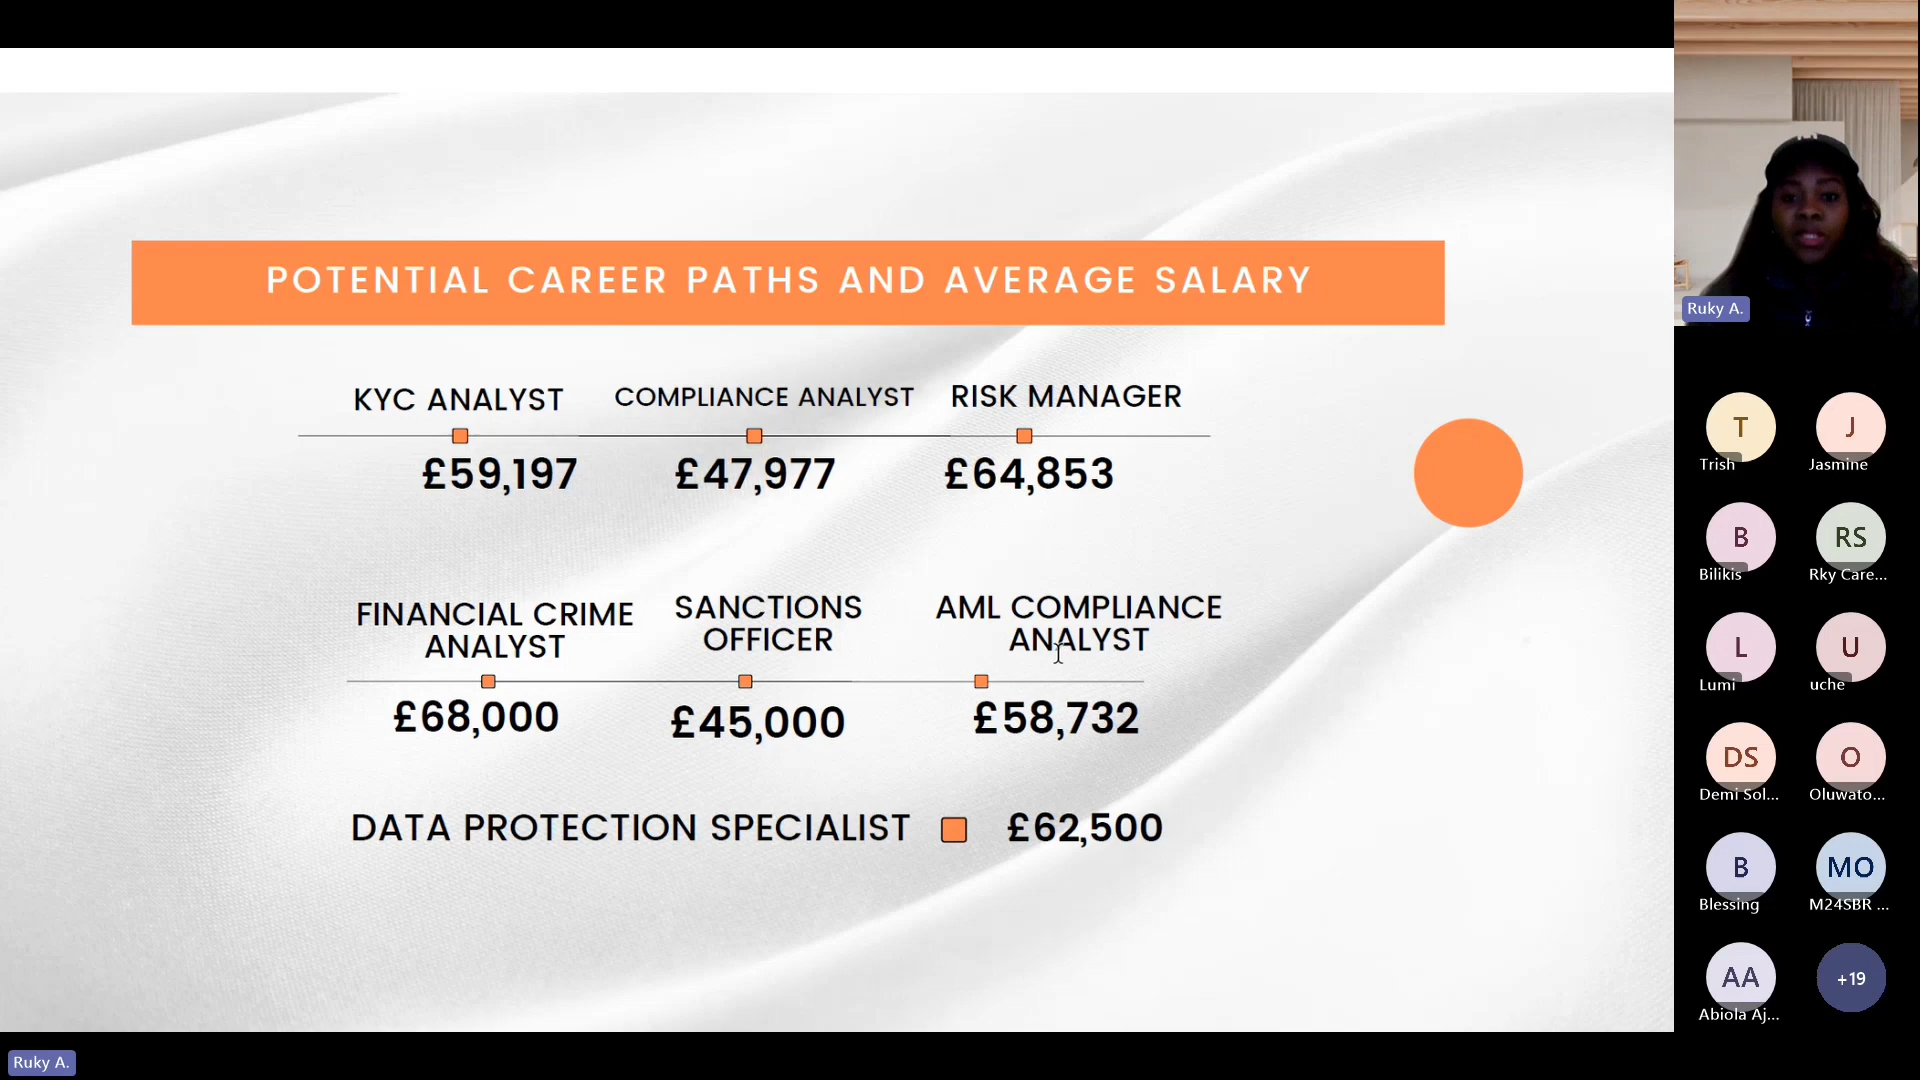 POTENTIAL CAREER PATHS AND AVERAGE SALARY
KYC ANALYST
COMPLIANCE ANALYST
RISK MANAGER
£59,197
£47,977
£64,853
FINANCIAL CRIME
ANALYST
SANCTIONS
OFFICER
AML COMPLIANCE
ANALYST
£68,000
£45,000
£58,732
DATA PROTECTION SPECIALIST
£62,500
Ruky A.
T
Trish
J
Jasmine
B
Bilikis
RS
Rky Care...
L
Lumi
U
uche
DS
Demi Sol...
O
Oluwato...
B
Blessing
MO
M24SBR ...
AA
Abiola Aj...
+19
Ruky A.